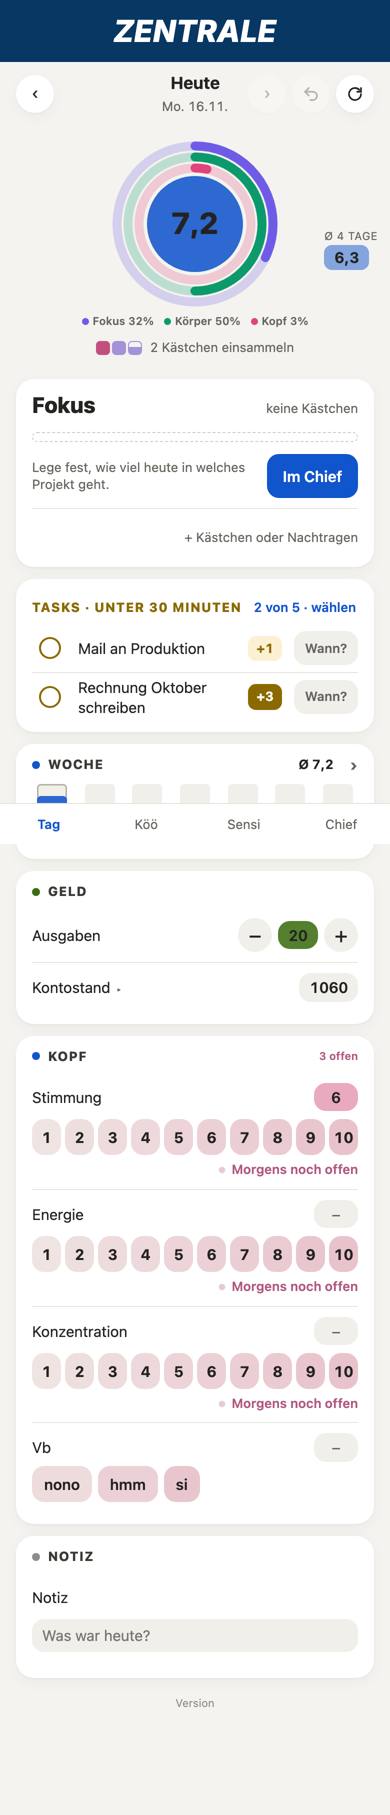 ZENTRALE
‹ Heute › 
Mo. 16.11.
7,2
Ø 4 TAGE
6,3
Fokus 32% Körper 50% Kopf 3%
2 Kästchen einsammeln
Fokus keine Kästchen
Lege fest, wie viel heute in welches
Projekt geht.
Im Chief
+ Kästchen oder Nachtragen
TASKS · UNTER 30 MINUTEN 2 von 5 · wählen
Mail an Produktion +1 Wann?
Rechnung Oktober
schreiben
+3 Wann?
WOCHE Ø 7,2 ›
Tag Köö Sensi Chief
GELD
Ausgaben − 20 +
Kontostand ▸ 1060
KOPF 3 offen
Stimmung 6
1 2 3 4 5 6 7 8 9 10
Morgens noch offen
Energie –
1 2 3 4 5 6 7 8 9 10
Morgens noch offen
Konzentration –
1 2 3 4 5 6 7 8 9 10
Morgens noch offen
Vb –
nono hmm si
NOTIZ
Notiz
Was war heute?
Version